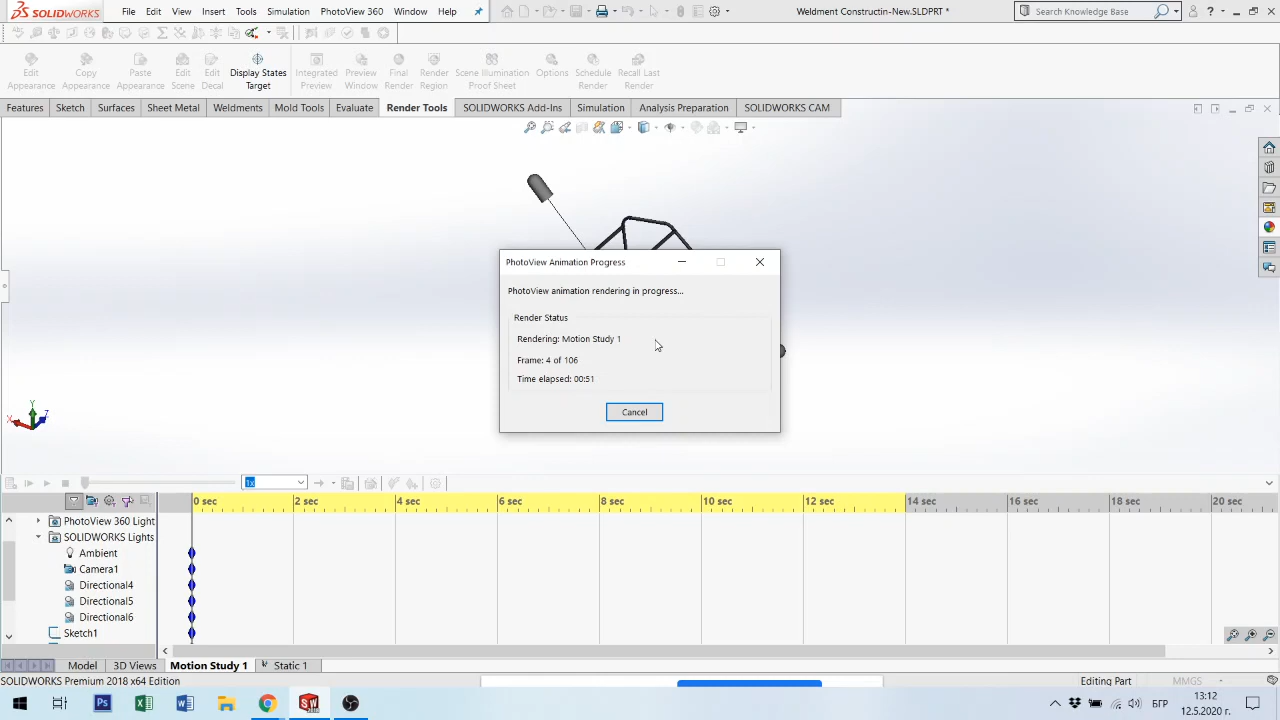 SOLIDWORKS File Edit View Insert Tools Simulation PhotoView 360 Window Help Weldment Constructin-New.SLDPRT * Search Knowledge Base
Edit Appearance
Copy Appearance
Paste Appearance
Edit Scene
Edit Decal
Display States Target
Integrated Preview
Preview Window
Final Render
Render Region
Scene Illumination Proof Sheet
Options
Schedule Render
Recall Last Render
Features Sketch Surfaces Sheet Metal Weldments Mold Tools Evaluate Render Tools SOLIDWORKS Add-Ins Simulation Analysis Preparation SOLIDWORKS CAM
PhotoView Animation Progress
PhotoView animation rendering in progress...
Render Status
Rendering: Motion Study 1
Frame: 4 of 106
Time elapsed: 00:51
Cancel
Y
X Z
1x
0 sec 2 sec 4 sec 6 sec 8 sec 10 sec 12 sec 14 sec 16 sec 18 sec 20 sec
PhotoView 360 Light
SOLIDWORKS Lights
Ambient
Camera1
Directional4
Directional5
Directional6
Sketch1
Model 3D Views Motion Study 1 Static 1
SOLIDWORKS Premium 2018 x64 Edition Editing Part MMGS
Ps БГР 13:12
12.5.2020 г.